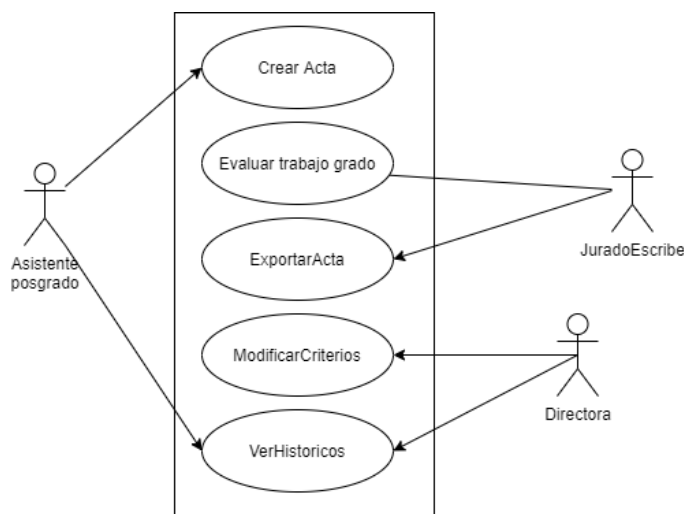 Crear Acta
Evaluar trabajo grado
Asistente
posgrado
ExportarActa
JuradoEscribe
ModificarCriterios
Directora
VerHistoricos